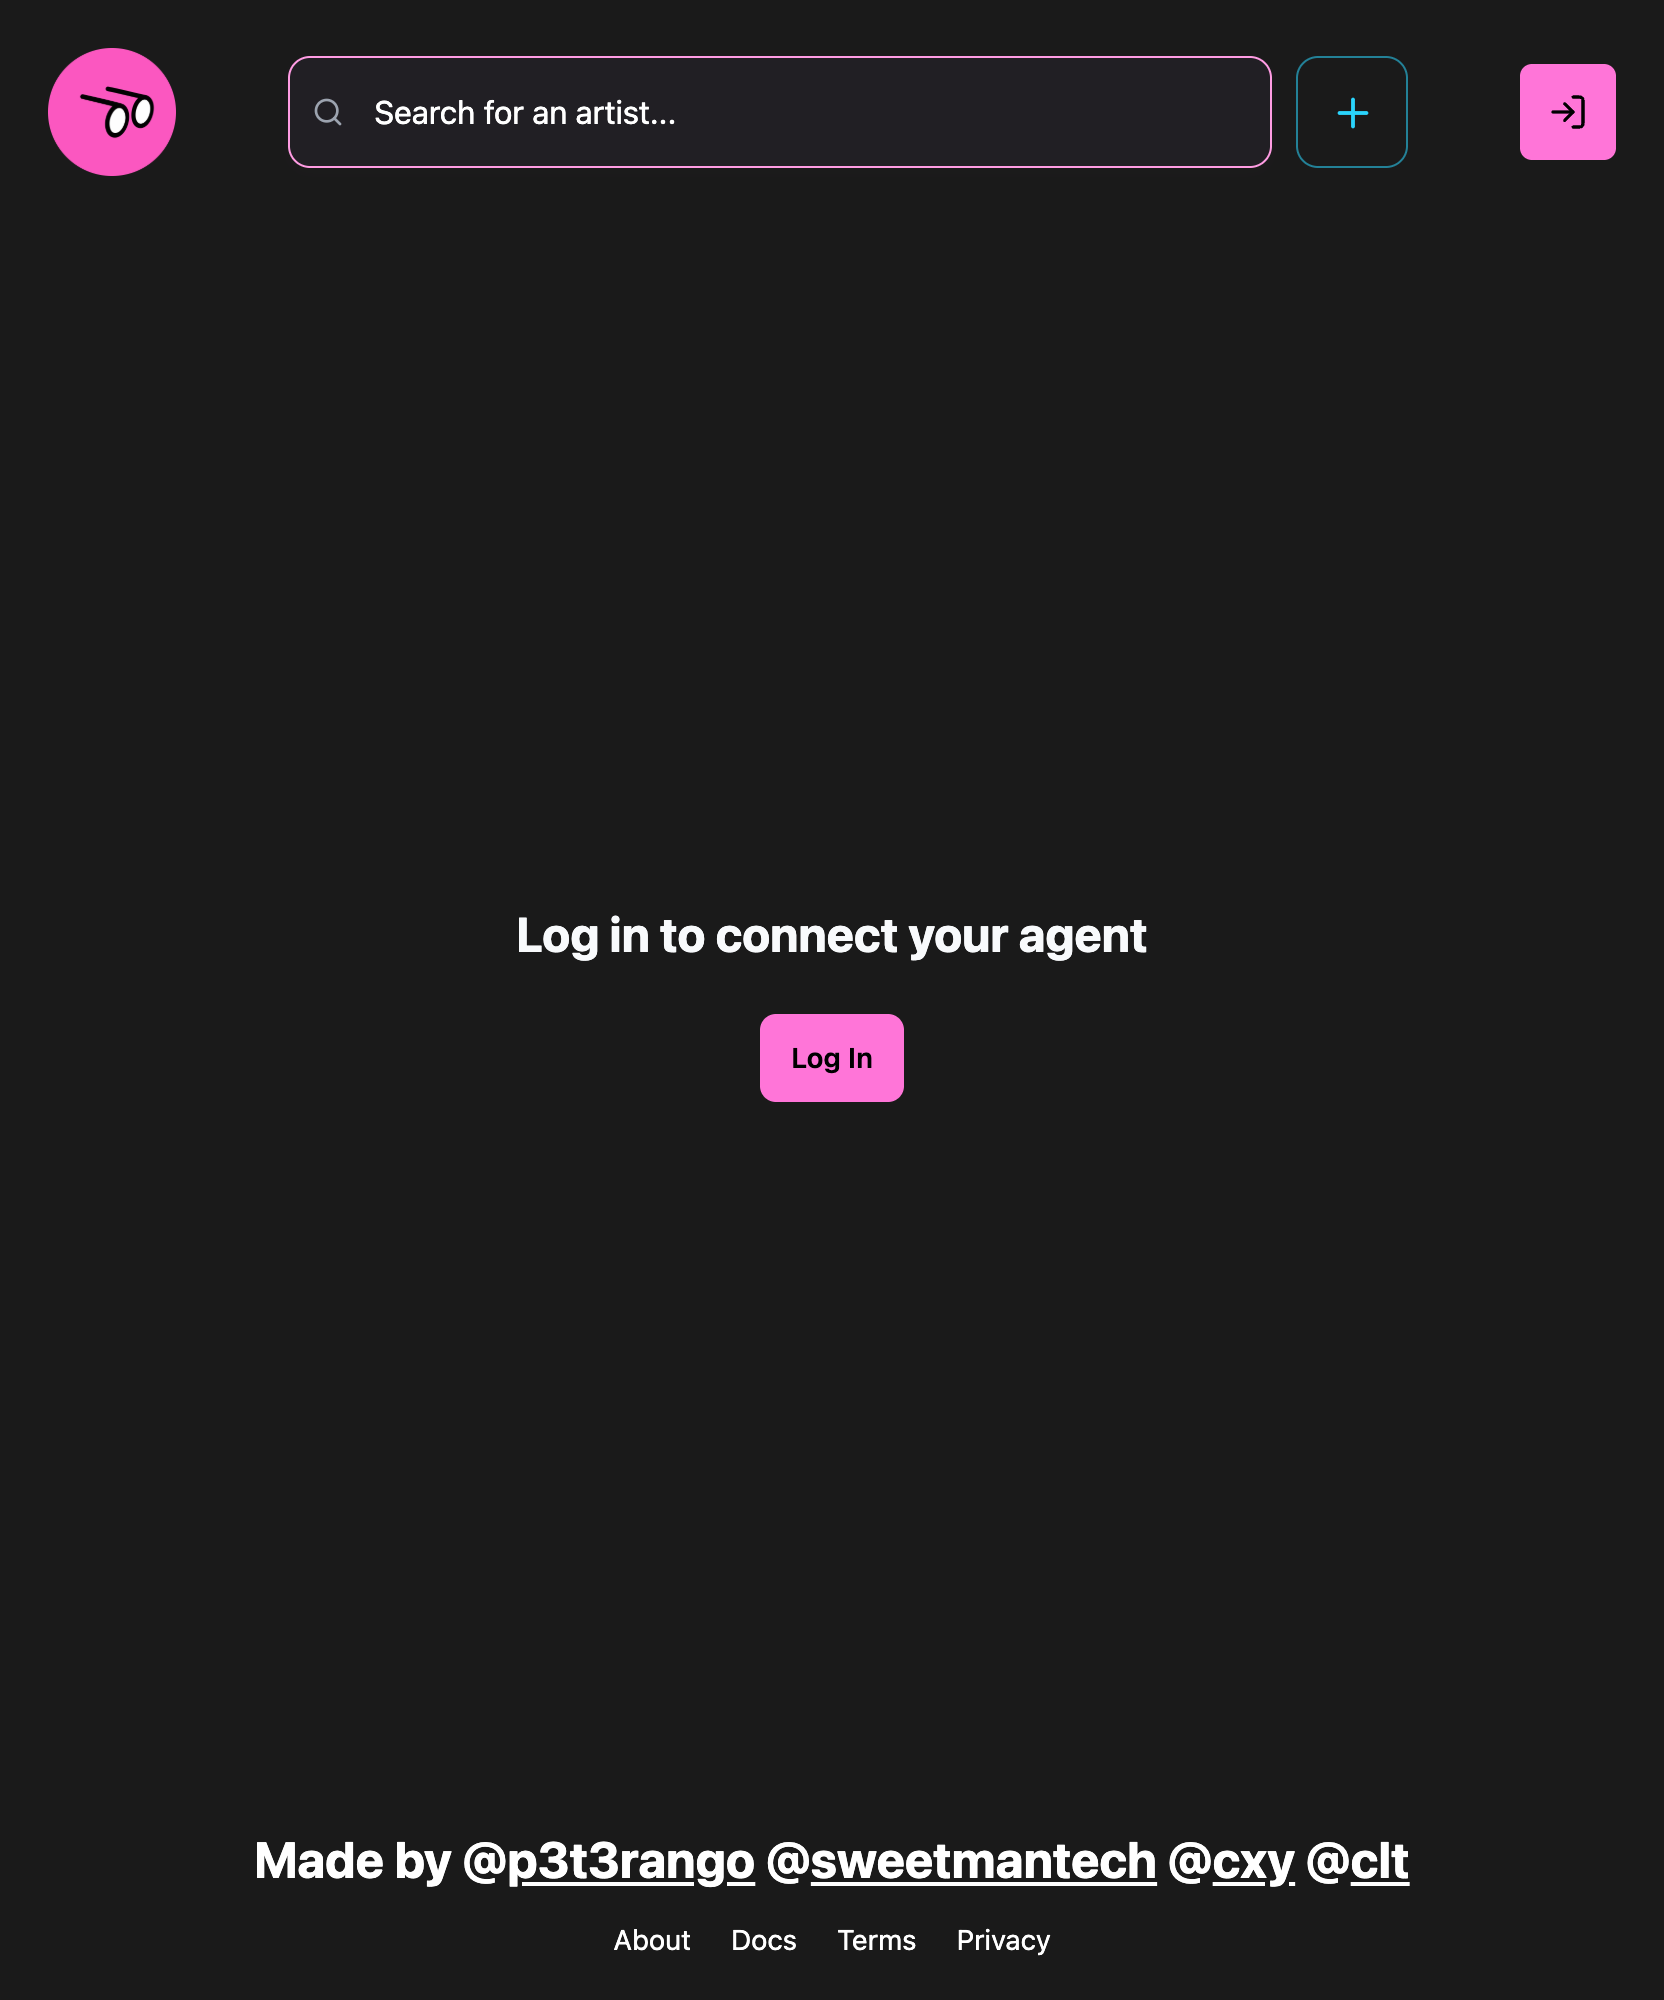 Search for an artist...
Log in to connect your agent
Log In
Made by @p3t3rango @sweetmantech @cxy @clt
About Docs Terms Privacy